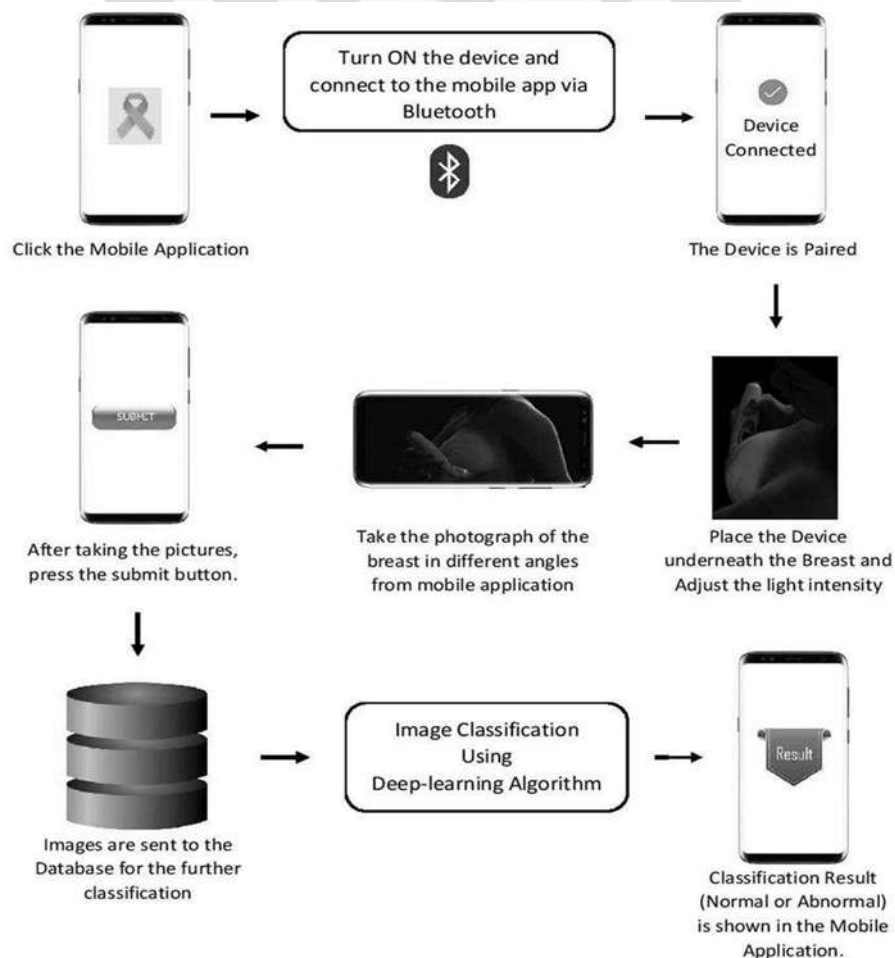 Turn ON the device and
connect to the mobile app via
Bluetooth
Device
Connected
Click the Mobile Application
The Device is Paired
Place the Device
underneath the Breast and
Adjust the light intensity
Take the photograph of the
breast in different angles
from mobile application
SUBMIT
After taking the pictures,
press the submit button.
Images are sent to the
Database for the further
classification
Image Classification
Using
Deep-learning Algorithm
Result
Classification Result
(Normal or Abnormal)
is shown in the Mobile
Application.